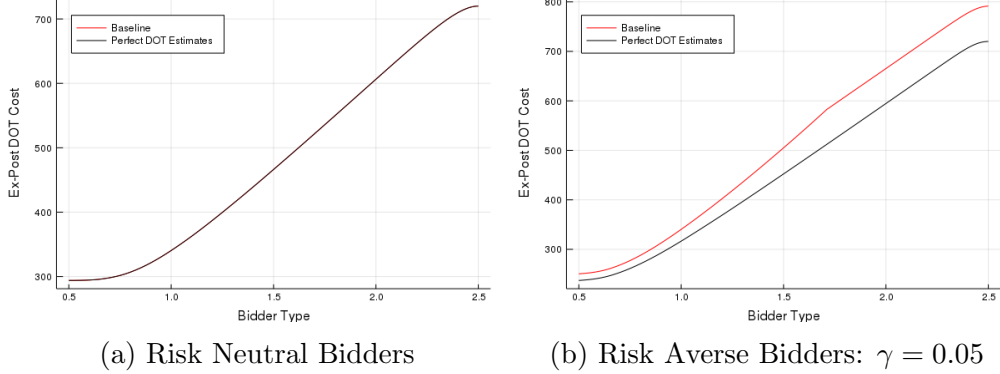 Baseline
Perfect DOT Estimates
Ex-Post DOT Cost
700
600
500
400
300
0.5 1.0 1.5 2.0 2.5
Bidder Type
(a) Risk Neutral Bidders
Baseline
Perfect DOT Estimates
Ex-Post DOT Cost
800
700
600
500
400
300
0.5 1.0 1.5 2.0 2.5
Bidder Type
(b) Risk Averse Bidders: γ = 0.05